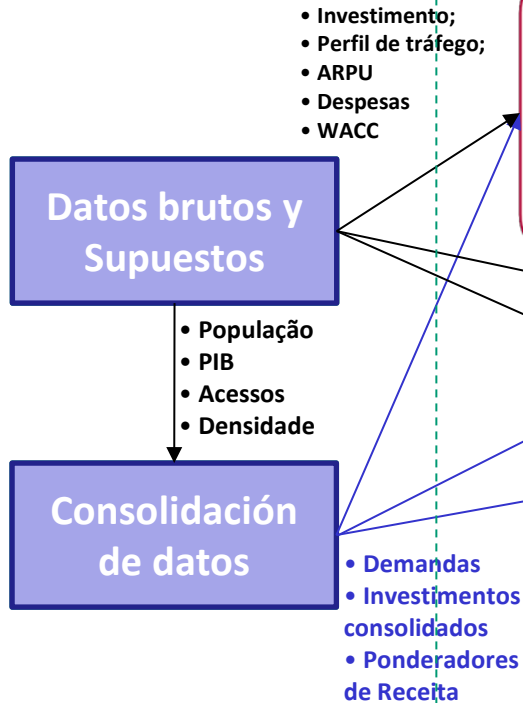 • Investimento;
• Perfil de tráfego;
• ARPU
• Despesas
• WACC
Datos brutos y
Supuestos
• População
• PIB
• Acessos
• Densidade
Consolidación
de datos
• Demandas
• Investimentos
consolidados
• Ponderadores
de Receita